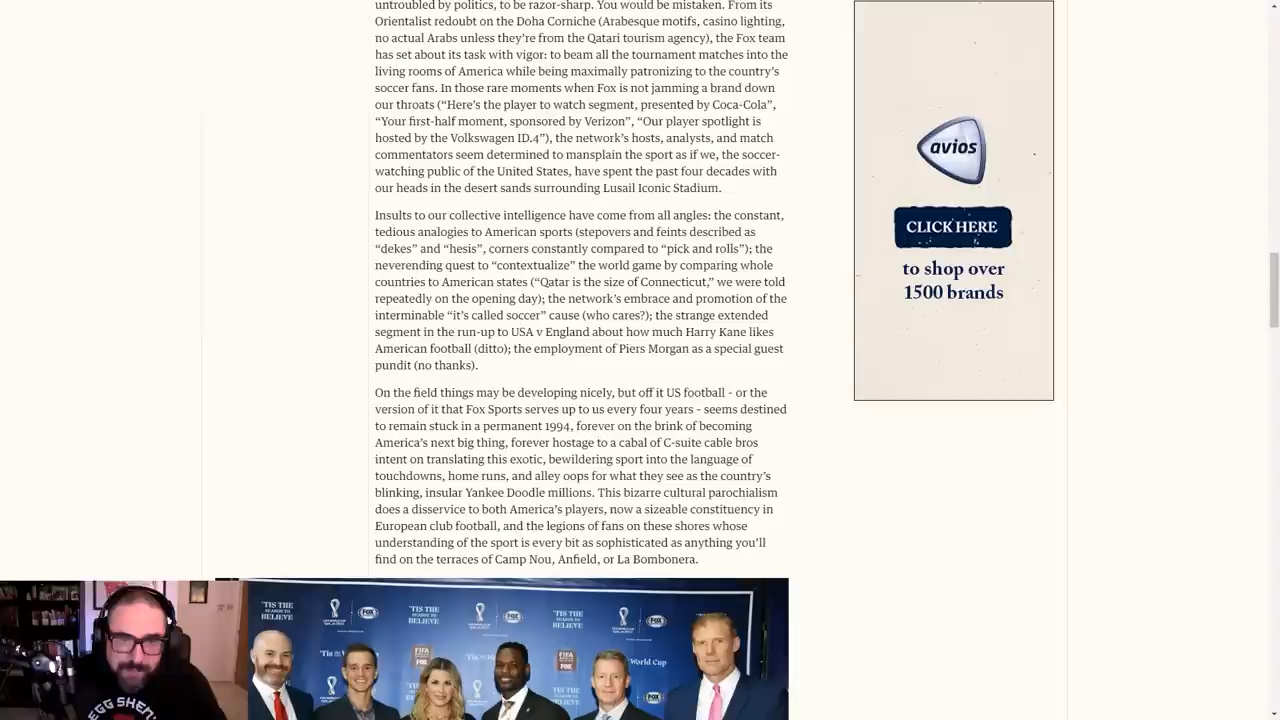 untroubled by politics, to be razor-sharp. You would be mistaken. From its
Orientalist redoubt on the Doha Corniche (Arabesque motifs, casino lighting,
no actual Arabs unless they’re from the Qatari tourism agency), the Fox team
has set about its task with vigor: to beam all the tournament matches into the
living rooms of America while being maximally patronizing to the country’s
soccer fans. In those rare moments when Fox is not jamming a brand down
our throats (“Here’s the player to watch segment, presented by Coca-Cola”,
“Your first-half moment, sponsored by Verizon”, “Our player spotlight is
hosted by the Volkswagen ID.4”), the network’s hosts, analysts, and match
commentators seem determined to mansplain the sport as if we, the soccer-
watching public of the United States, have spent the past four decades with
our heads in the desert sands surrounding Lusail Iconic Stadium.
Insults to our collective intelligence have come from all angles: the constant,
tedious analogies to American sports (stepovers and feints described as
“dekes” and “hesis”, corners constantly compared to “pick and rolls”); the
neverending quest to “contextualize” the world game by comparing whole
countries to American states (“Qatar is the size of Connecticut,” we were told
repeatedly on the opening day); the network’s embrace and promotion of the
interminable “it’s called soccer” cause (who cares?); the strange extended
segment in the run-up to USA v England about how much Harry Kane likes
American football (ditto); the employment of Piers Morgan as a special guest
pundit (no thanks).
On the field things may be developing nicely, but off it US football – or the
version of it that Fox Sports serves up to us every four years – seems destined
to remain stuck in a permanent 1994, forever on the brink of becoming
America’s next big thing, forever hostage to a cabal of C-suite cable bros
intent on translating this exotic, bewildering sport into the language of
touchdowns, home runs, and alley oops for what they see as the country’s
blinking, insular Yankee Doodle millions. This bizarre cultural parochialism
does a disservice to both America’s players, now a sizeable constituency in
European club football, and the legions of fans on these shores whose
understanding of the sport is every bit as sophisticated as anything you’ll
find on the terraces of Camp Nou, Anfield, or La Bombonera.
avios
CLICK HERE
to shop over
1500 brands
'TIS THE
SEASON TO
BELIEVE
FOX
'TIS THE
SEASON TO
BELIEVE
FOX
'TIS THE
SEASON TO
BELIEVE
FOX
FIFA
FOX
World Cup
FOX
EGG SHEN